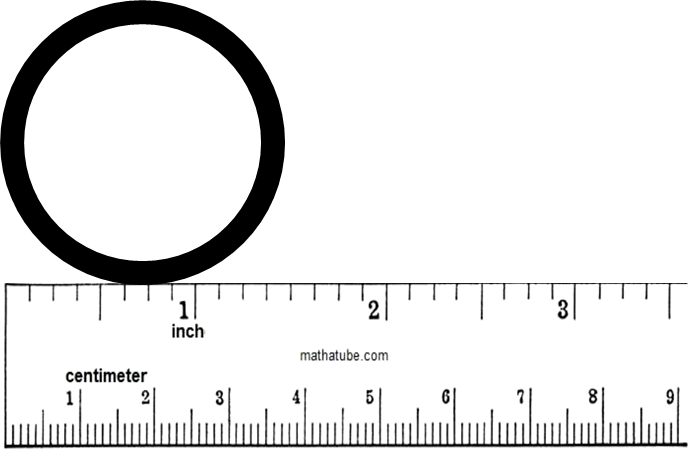 1 2 3
inch
mathatube.com
centimeter
1 2 3 4 5 6 7 8 9